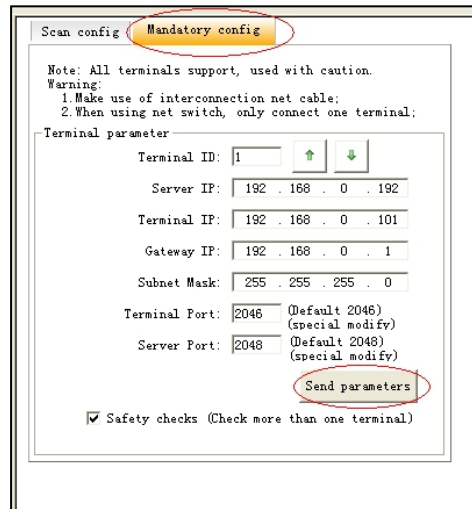 Scan config Mandatory config
Note: All terminals support, used with caution.
Warning:
1.Make use of interconnection net cable;
2.When using net switch, only connect one terminal;
Terminal parameter
Terminal ID: 1
Server IP: 192 . 168 . 0 . 192
Terminal IP: 192 . 168 . 0 . 101
Gateway IP: 192 . 168 . 0 . 1
Subnet Mask: 255 . 255 . 255 . 0
Terminal Port: 2046 (Default 2046)
(special modify)
Server Port: 2048 (Default 2048)
(special modify)
Send parameters
Safety checks (Check more than one terminal)